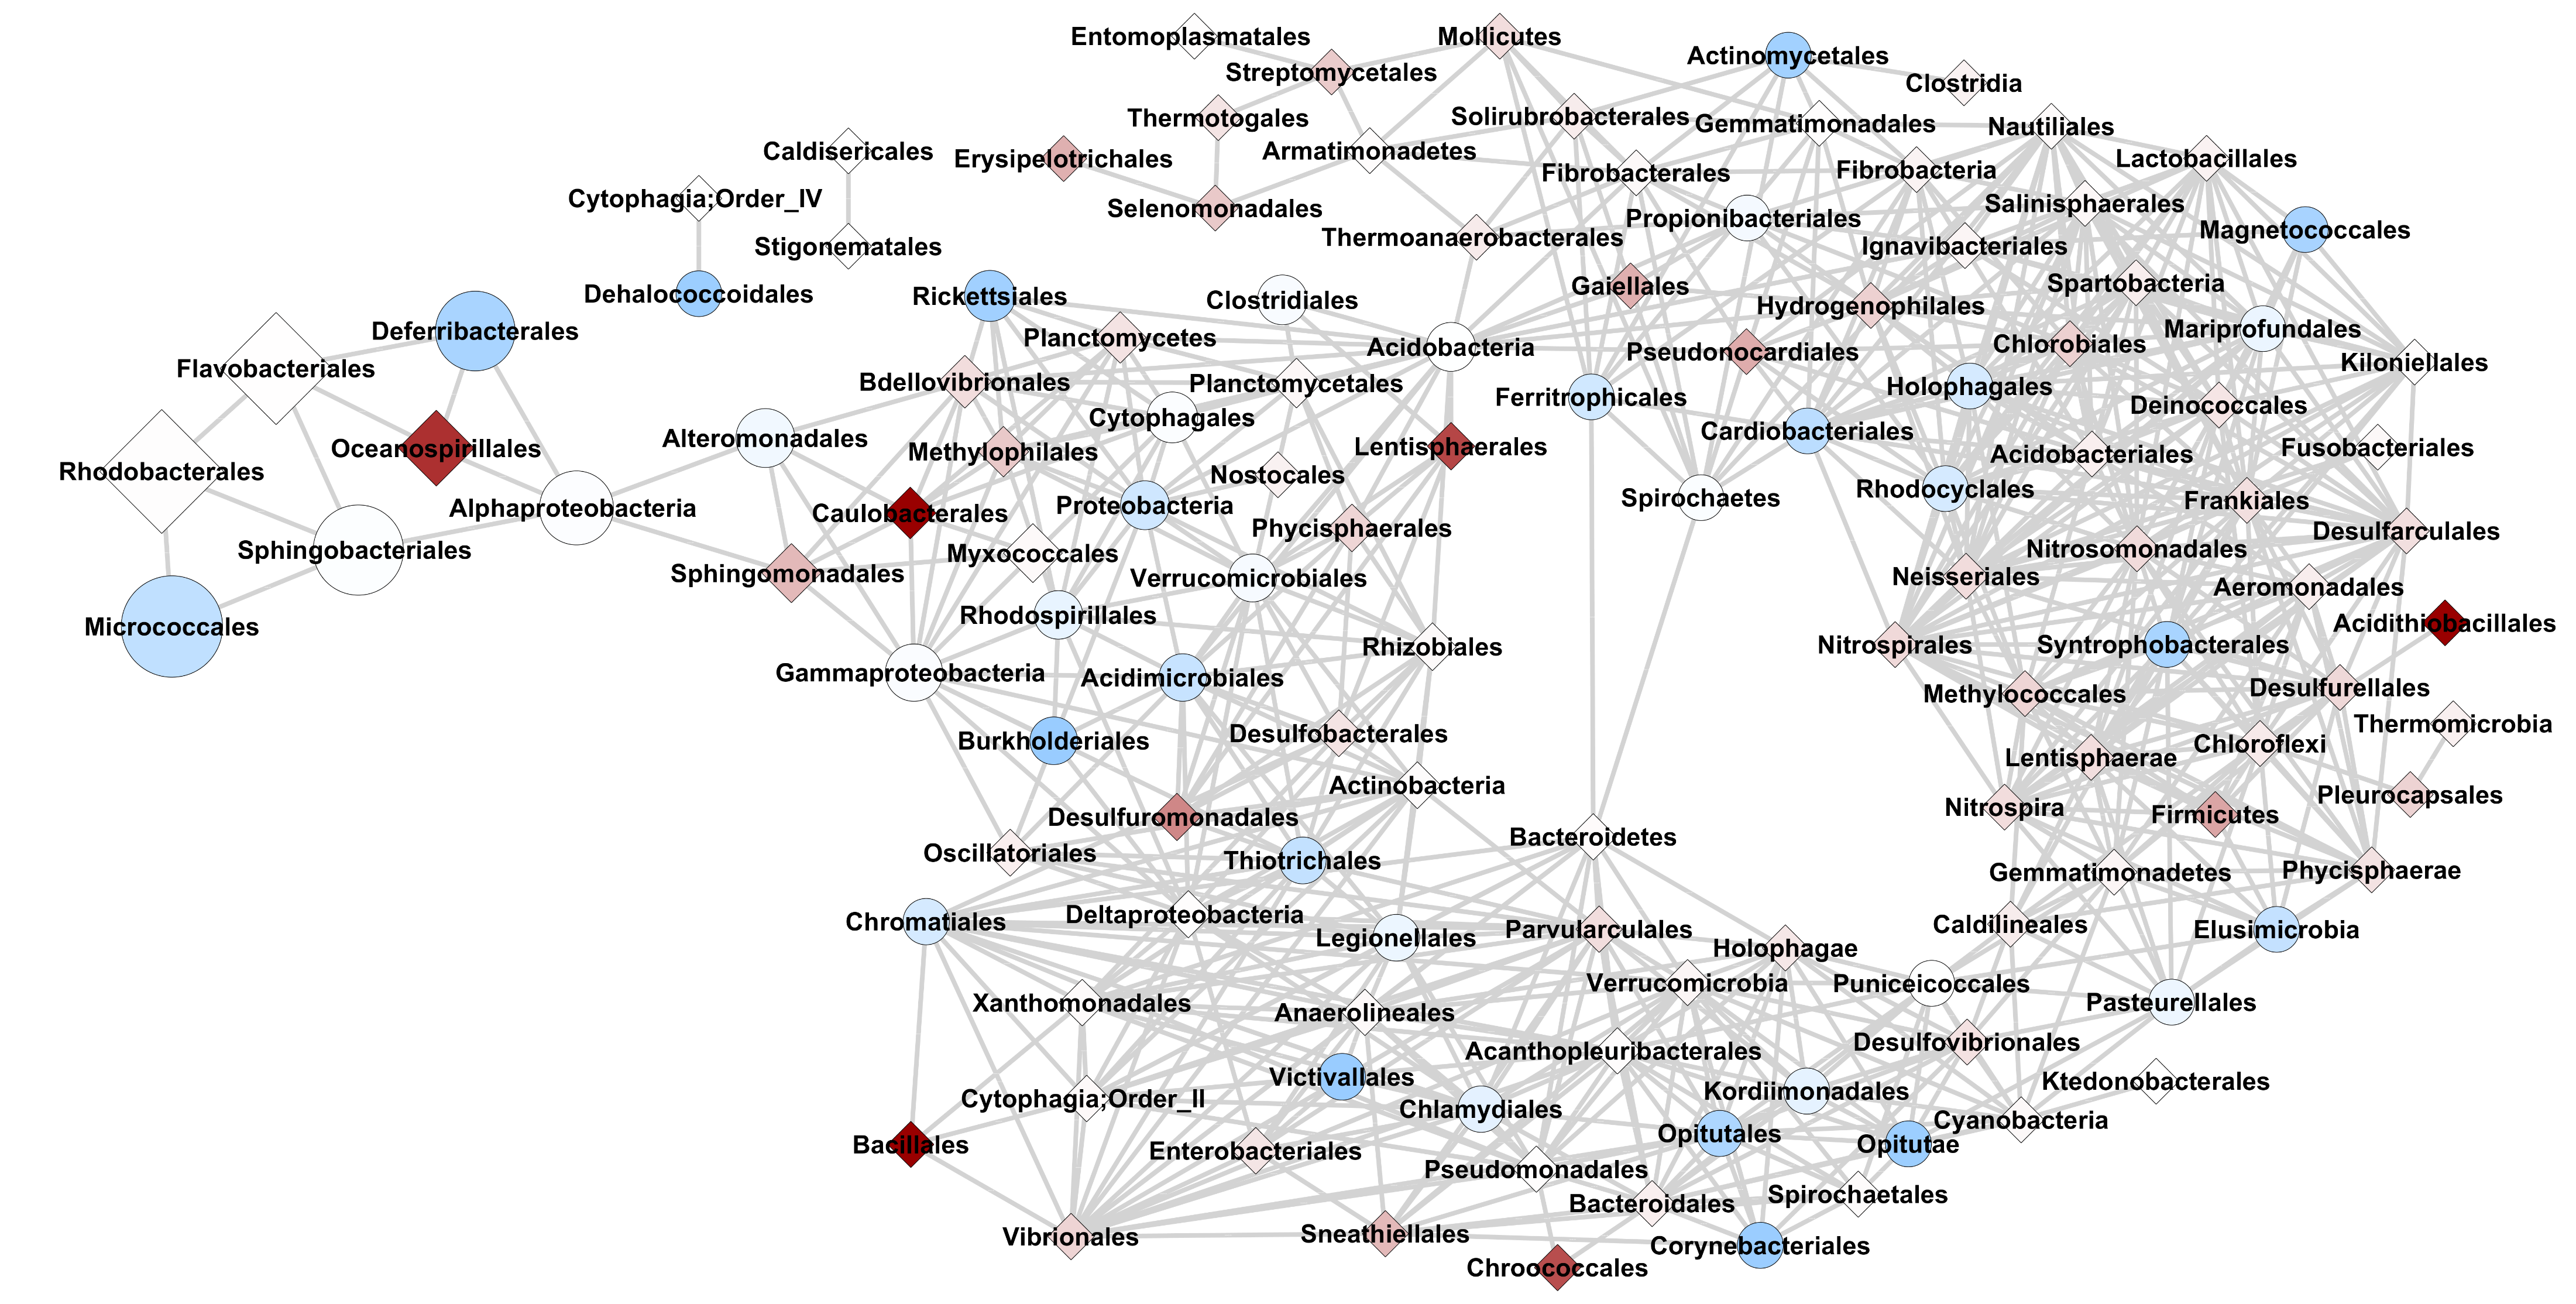 Entomoplasmatales
Mollicutes
Actinomycetales
Streptomycetales
Clostridia
Thermotogales
Solirubrobacterales
Gemmatimonadales
Nautiliales
Caldisericales
Erysipelotrichales
Armatimonadetes
Fibrobacterales
Fibrobacteria
Lactobacillales
Cytophagia;Order_IV
Selenomonadales
Propionibacteriales
Salinisphaerales
Stigonematales
Thermoanaerobacterales
Ignavibacteriales
Magnetococcales
Dehalococcoidales
Rickettsiales
Clostridiales
Gaiellales
Hydrogenophilales
Spartobacteria
Deferribacterales
Planctomycetes
Acidobacteria
Pseudonocardiales
Chlorobiales
Mariprofundales
Flavobacteriales
Bdellovibrionales
Planctomycetales
Ferritrophicales
Holophagales
Kiloniellales
Cytophagales
Deinococcales
Oceanospirillales
Alteromonadales
Methylophilales
Lentisphaerales
Cardiobacteriales
Acidobacteriales
Fusobacteriales
Rhodobacterales
Nostocales
Alphaproteobacteria
Caulobacterales
Proteobacteria
Phycisphaerales
Spirochaetes
Rhodocyclales
Frankiales
Desulfarculales
Sphingobacteriales
Sphingomonadales
Myxococcales
Verrucomicrobiales
Neisseriales
Nitrosomonadales
Aeromonadales
Micrococcales
Rhodospirillales
Rhizobiales
Nitrospirales
Syntrophobacterales
Acidithiobacillales
Gammaproteobacteria
Acidimicrobiales
Methylococcales
Desulfurellales
Burkholderiales
Desulfobacterales
Lentisphaerae
Chloroflexi
Thermomicrobia
Desulfuromonadales
Actinobacteria
Nitrospira
Firmicutes
Pleurocapsales
Oscillatoriales
Thiotrichales
Bacteroidetes
Gemmatimonadetes
Phycisphaerae
Chromatiales
Deltaproteobacteria
Legionellales
Parvularculales
Holophagae
Caldilineales
Elusimicrobia
Xanthomonadales
Anaerolineales
Verrucomicrobia
Puniceicoccales
Pasteurellales
Acanthopleuribacterales
Desulfovibrionales
Cytophagia;Order_II
Victivallales
Chlamydiales
Kordiimonadales
Ktedonobacterales
Bacillales
Enterobacteriales
Opitutales
Opitutae
Cyanobacteria
Pseudomonadales
Bacteroidales
Spirochaetales
Vibrionales
Sneathiellales
Chroococcales
Corynebacteriales